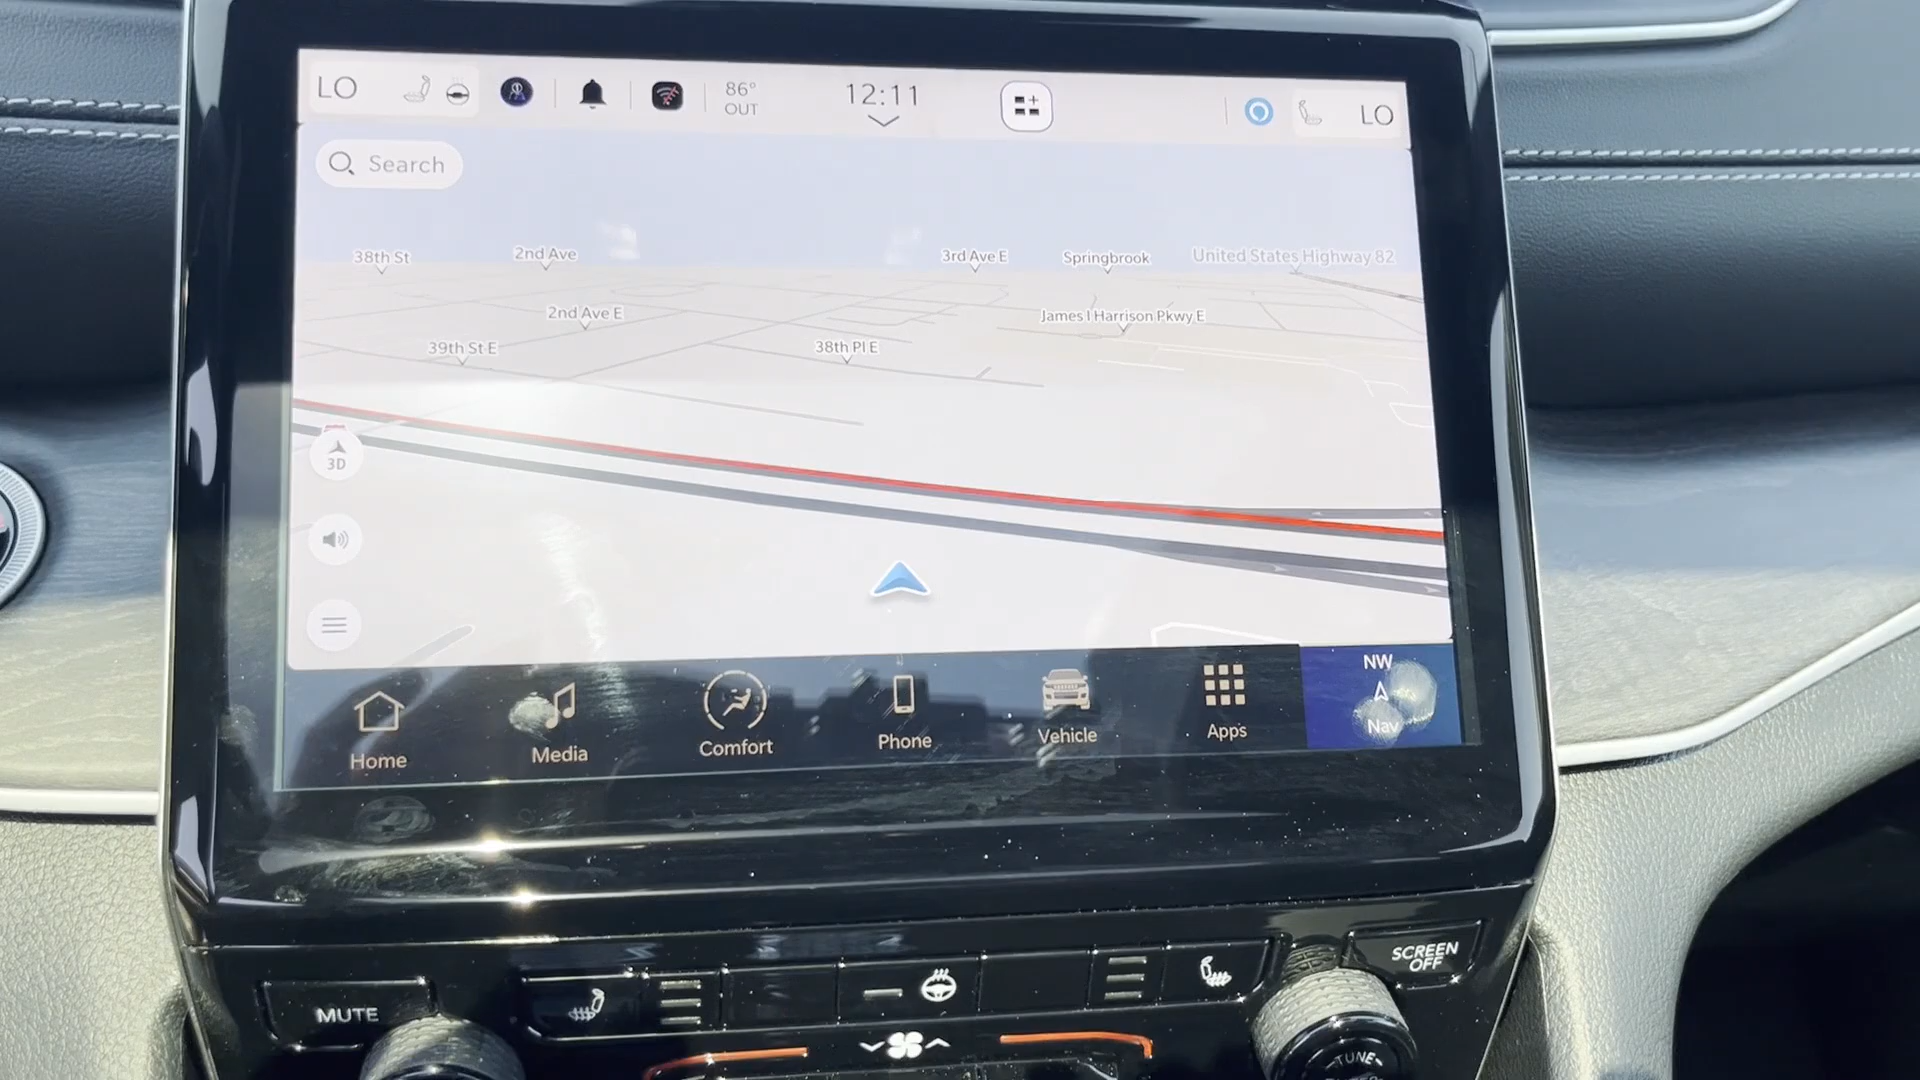 LO
86°
OUT
12:11
LO
Search
38th St
2nd Ave
3rd Ave E
Springbrook
United States Highway 82
2nd Ave E
James I Harrison Pkwy E
39th St E
38th Pl E
3D
NW
Home
Media
Comfort
Phone
Vehicle
Apps
Nav
MUTE
SCREEN
OFF
TUNE